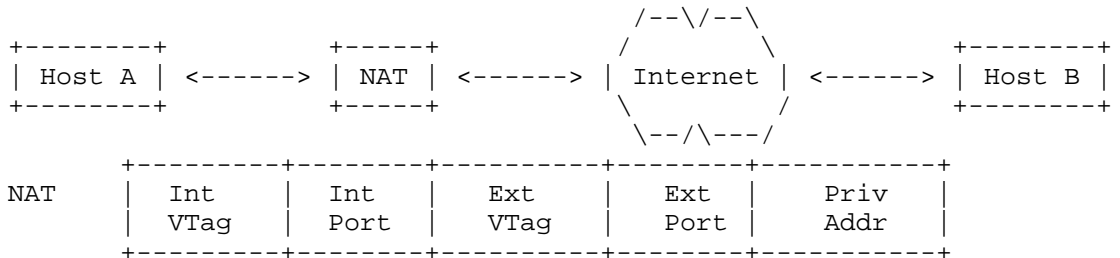 /--\/--\
+--------+          +-----+          /        \           +--------+
| Host A | <------> | NAT | <------> | Internet | <------> | Host B |
+--------+          +-----+          \        /           +--------+
                                      \--/\---/
       +---------+--------+----------+--------+-----------+
NAT    |  Int    |  Int   |   Ext    |   Ext  |    Priv   |
       |  VTag   |  Port  |   VTag   |   Port |    Addr   |
       +---------+--------+----------+--------+-----------+